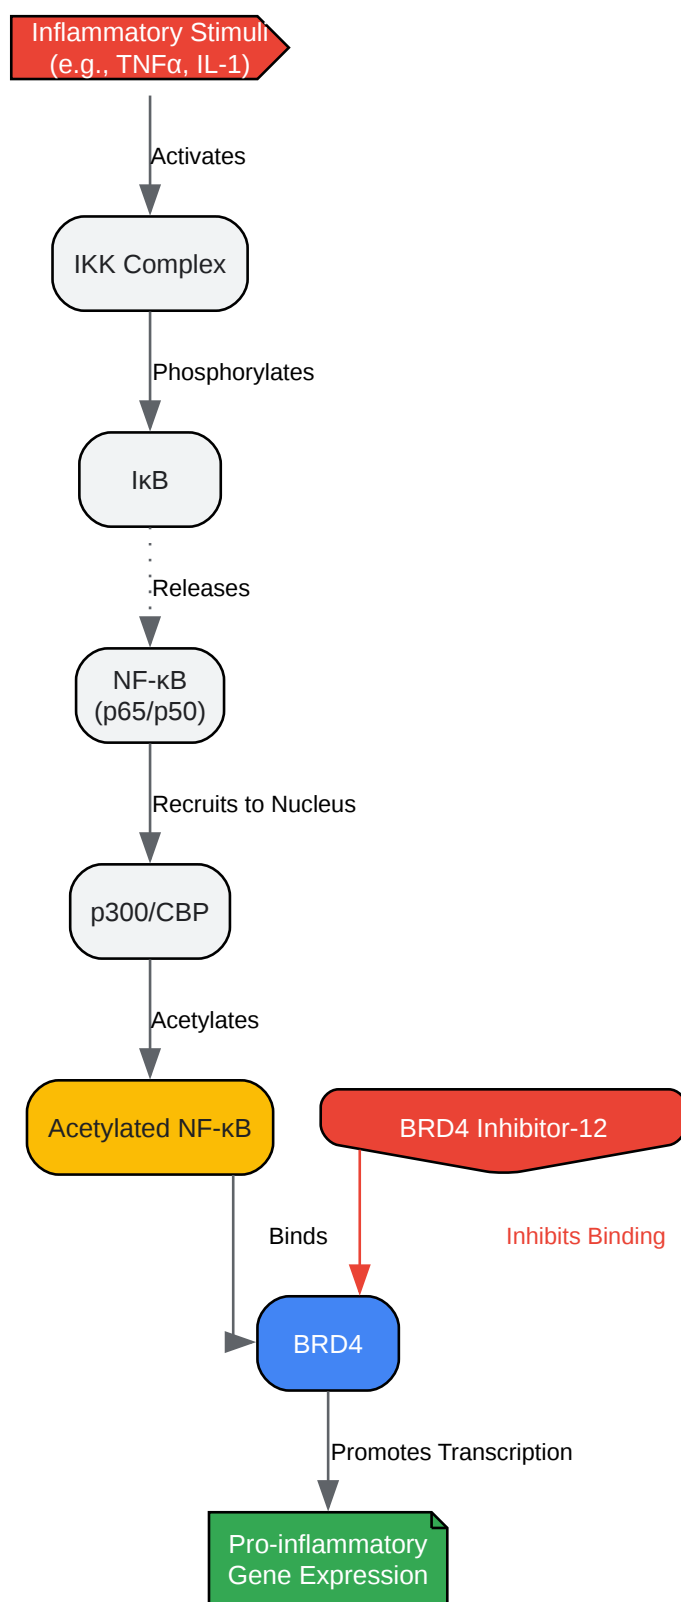 Inflammatory Stimuli
(e.g., TNFα, IL-1)
Activates
IKK Complex
Phosphorylates
IκB
Releases
NF-κB
(p65/p50)
Recruits to Nucleus
p300/CBP
Acetylates
Acetylated NF-κB
BRD4 Inhibitor-12
Binds
Inhibits Binding
BRD4
Promotes Transcription
Pro-inflammatory
Gene Expression